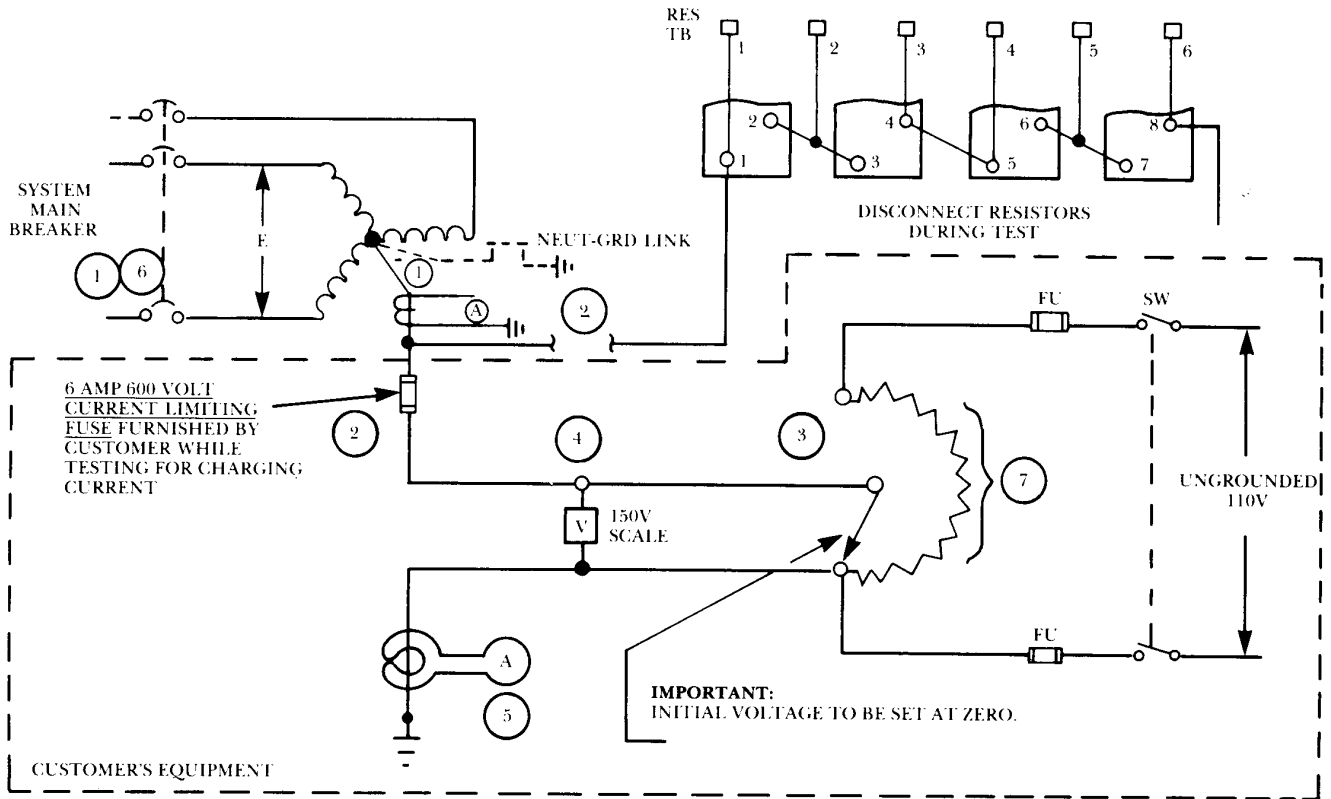 RES
TB
1
2
3
4
5
6
2
4
6
8
1
3
5
7
DISCONNECT RESISTORS
DURING TEST
SYSTEM
MAIN
BREAKER
1
6
E
NEUT-GRD LINK
1
A
2
FU
SW
6 AMP 600 VOLT
CURRENT LIMITING
FUSE FURNISHED BY
CUSTOMER WHILE
TESTING FOR CHARGING
CURRENT
2
4
3
7
UNGROUNDED
110V
V
150V
SCALE
FU
A
5
IMPORTANT:
INITIAL VOLTAGE TO BE SET AT ZERO.
CUSTOMER'S EQUIPMENT